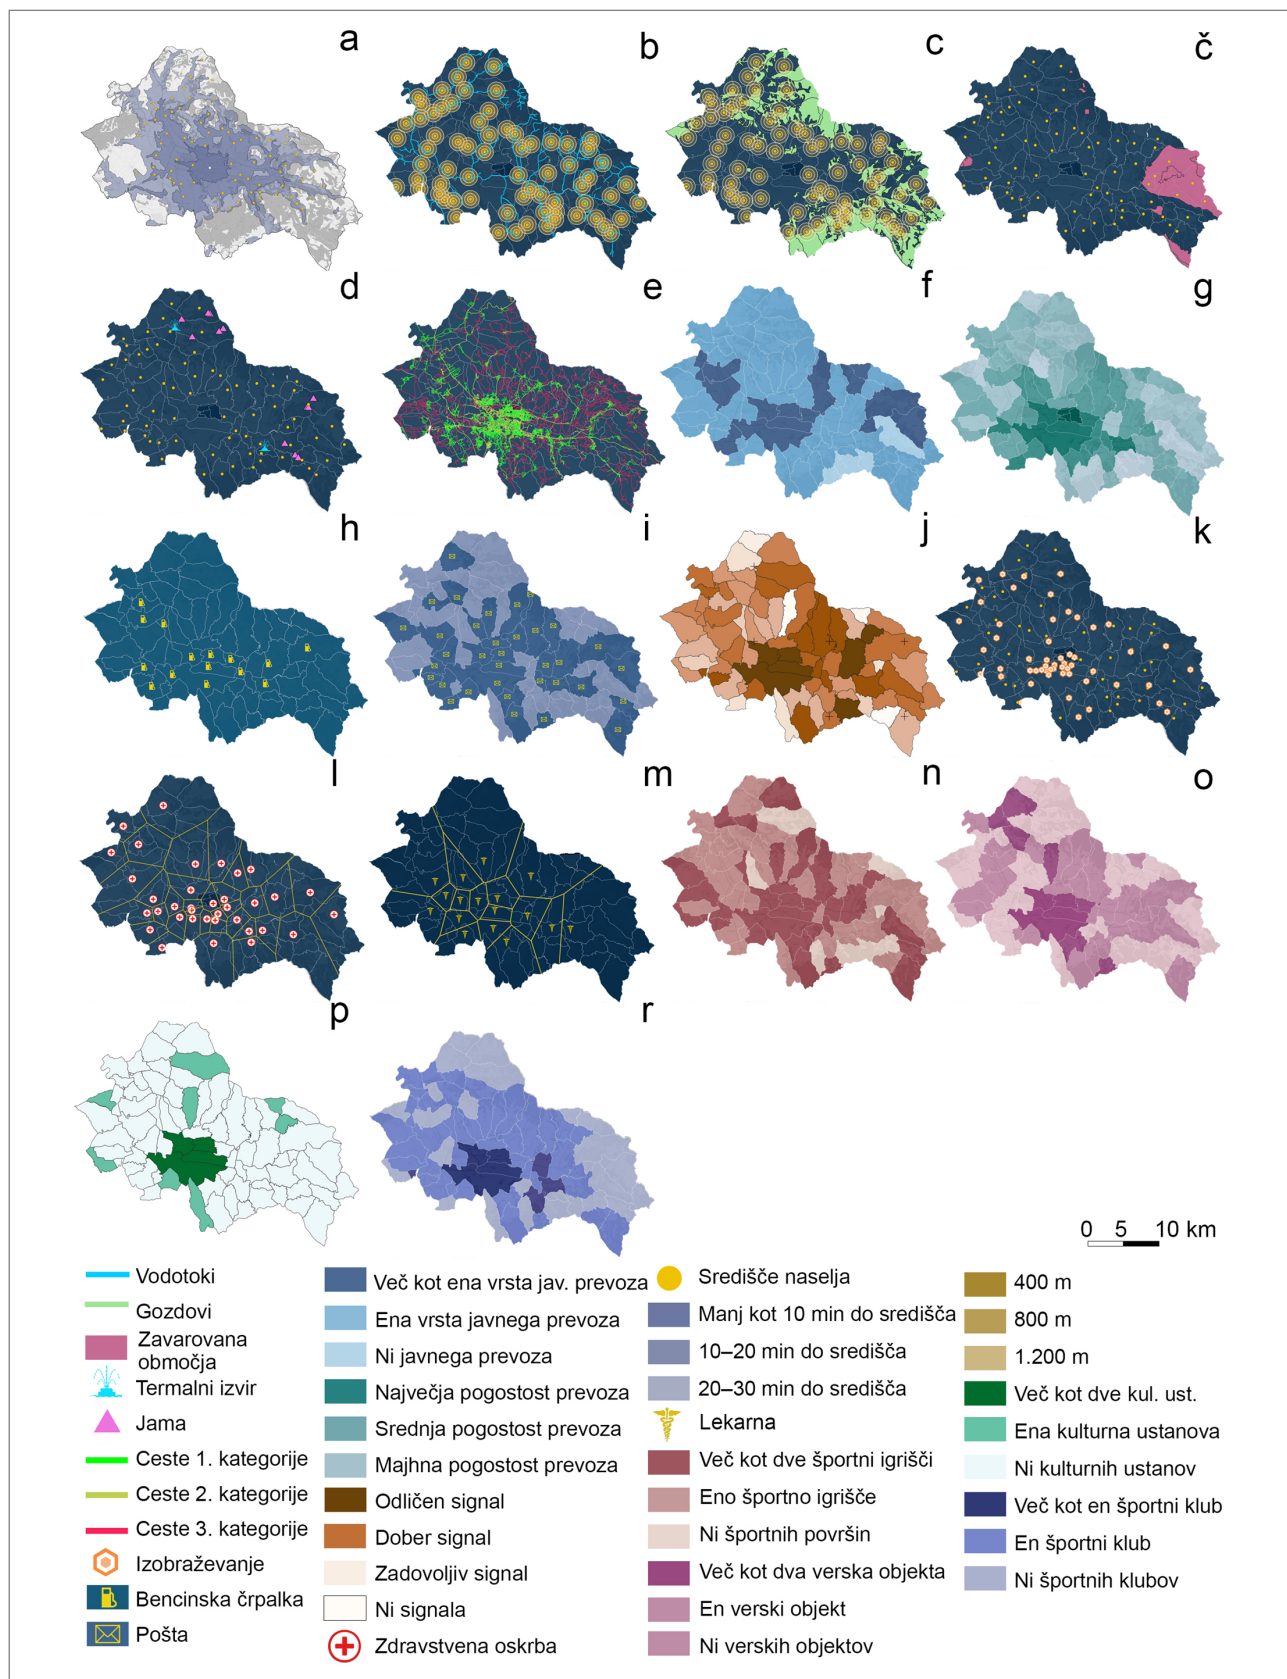 a
b
c
č
d
e
f
g
h
i
j
k
l
m
n
o
p
r
0 5 10 km
Vodotoki
Gozdovi
Zavarovana
območja
Termalni izvir
Jama
Ceste 1. kategorije
Ceste 2. kategorije
Ceste 3. kategorije
Izobraževanje
Bencinska črpalka
Pošta
Več kot ena vrsta jav. prevoza
Ena vrsta javnega prevoza
Ni javnega prevoza
Največja pogostost prevoza
Srednja pogostost prevoza
Majhna pogostost prevoza
Odličen signal
Dober signal
Zadovoljiv signal
Ni signala
Zdravstvena oskrba
Središče naselja
Manj kot 10 min do središča
10–20 min do središča
20–30 min do središča
Lekarna
Več kot dve športni igrišči
Eno športno igrišče
Ni športnih površin
Več kot dva verska objekta
En verski objekt
Ni verskih objektov
400 m
800 m
1.200 m
Več kot dve kul. ust.
Ena kulturna ustanova
Ni kulturnih ustanov
Več kot en športni klub
En športni klub
Ni športnih klubov